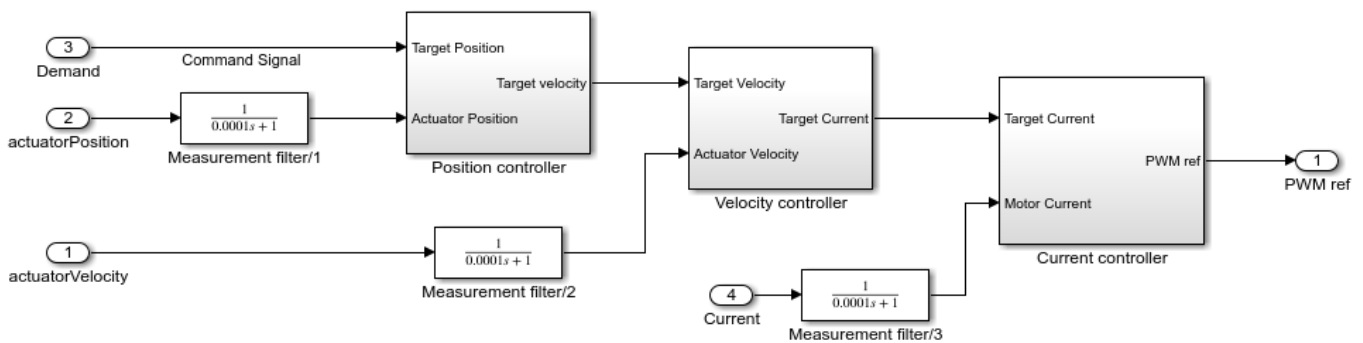 3
Demand
Command Signal
2
actuatorPosition
1
0.0001s + 1
Measurement filter/1
Target Position
Target velocity
Actuator Position
Position controller
1
actuatorVelocity
1
0.0001s + 1
Measurement filter/2
Target Velocity
Target Current
Actuator Velocity
Velocity controller
4
Current
1
0.0001s + 1
Measurement filter/3
Target Current
PWM ref
Motor Current
Current controller
1
PWM ref